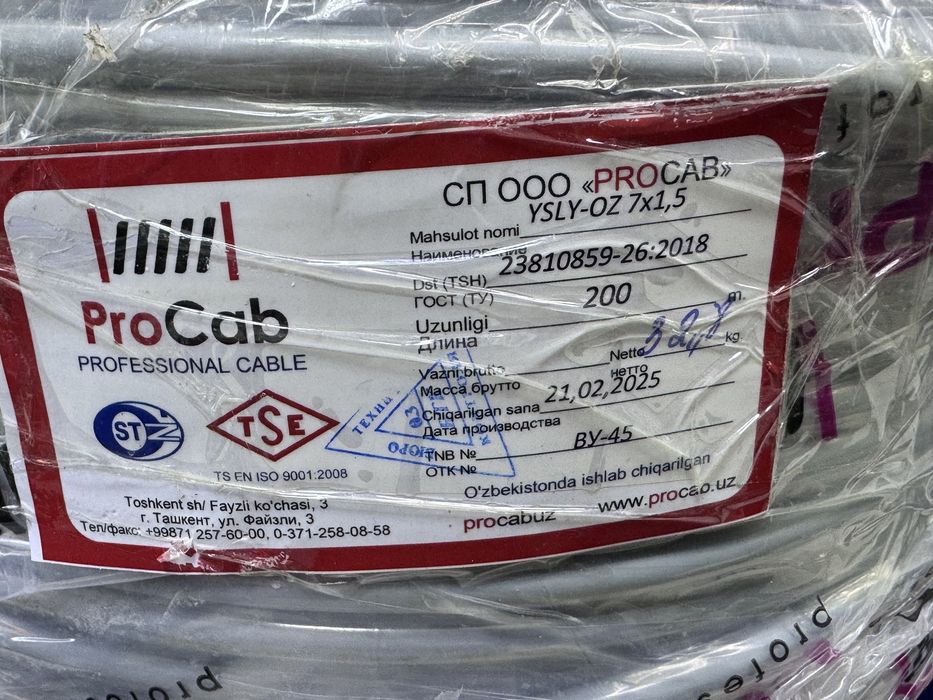 СП ООО «PROCAB»
Mahsulot nomi YSLY-OZ 7x1,5
Наименование
Dst (TSH) 23810859-26:2018
ГОСТ (ТУ)
Uzunligi 200 m.
Длина
Vazni brutto Netto 32,8 kg.
Масса брутто нетто
Chiqarilgan sana 21,02,2025
Дата производства
TNB № ВУ-45
ОТК №
O'zbekistonda ishlab chiqarilgan
procabuz www.procab.uz
ProCab
PROFESSIONAL CABLE
ST
TSE
TS EN ISO 9001:2008
Toshkent sh/ Fayzli ko'chasi, 3
г. Ташкент, ул. Файзли, 3
Тел/факс: +99871 257-60-00, 0-371-258-08-58